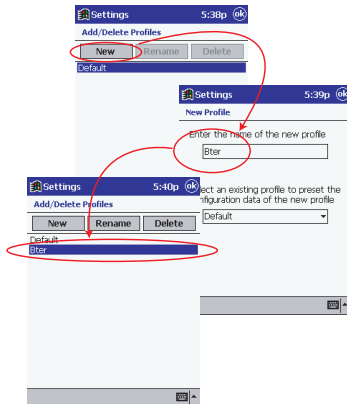 Settings 5:38p ok
Add/Delete Profiles
New Rename Delete
Default
Settings 5:39p ok
New Profile
Enter the name of the new profile
Bter
ect an existing profile to preset the
nfiguration data of the new profile
Default
Settings 5:40p ok
Add/Delete Profiles
New Rename Delete
Default
Bter